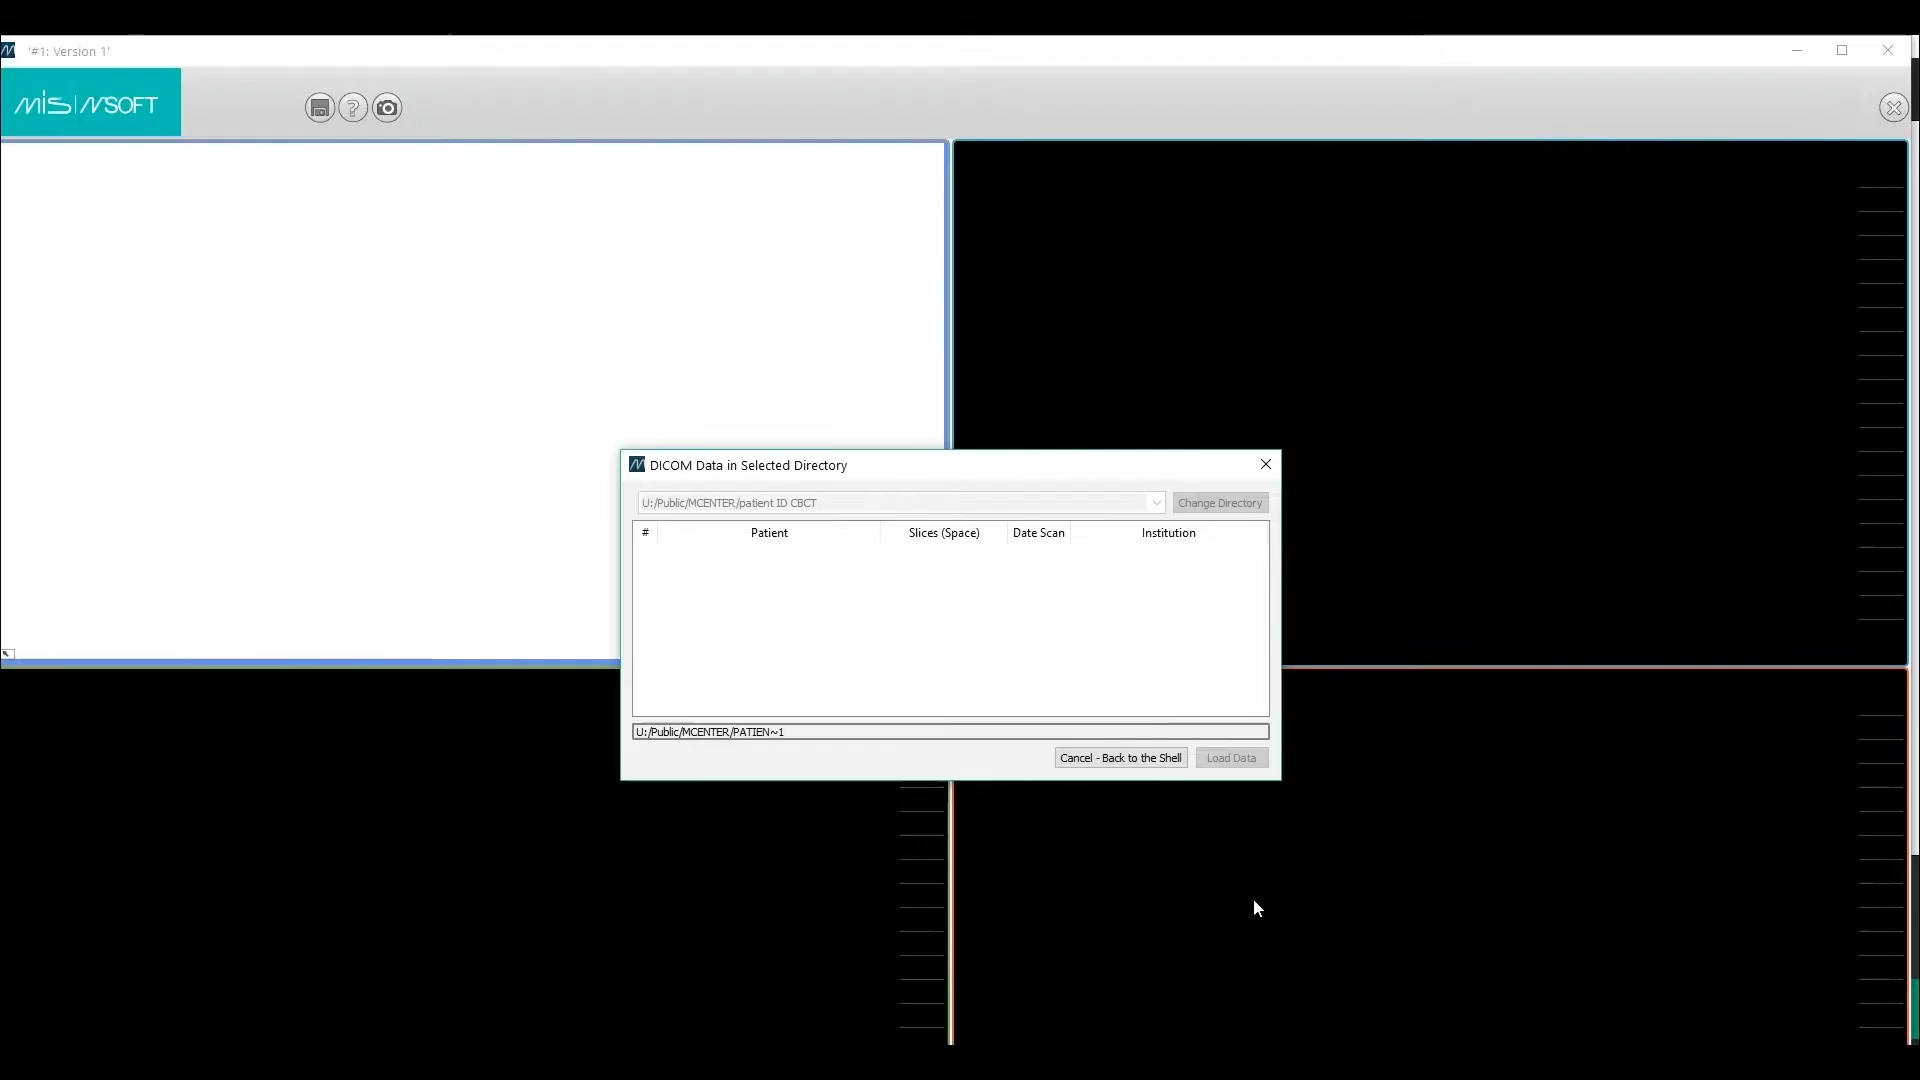 '#1: Version 1'
MIS|MSOFT
DICOM Data in Selected Directory
U:/Public/MCENTER/patient ID CBCT
Change Directory
# Patient Slices (Space) Date Scan Institution
U:/Public/MCENTER/PATIEN~1
Cancel - Back to the Shell Load Data